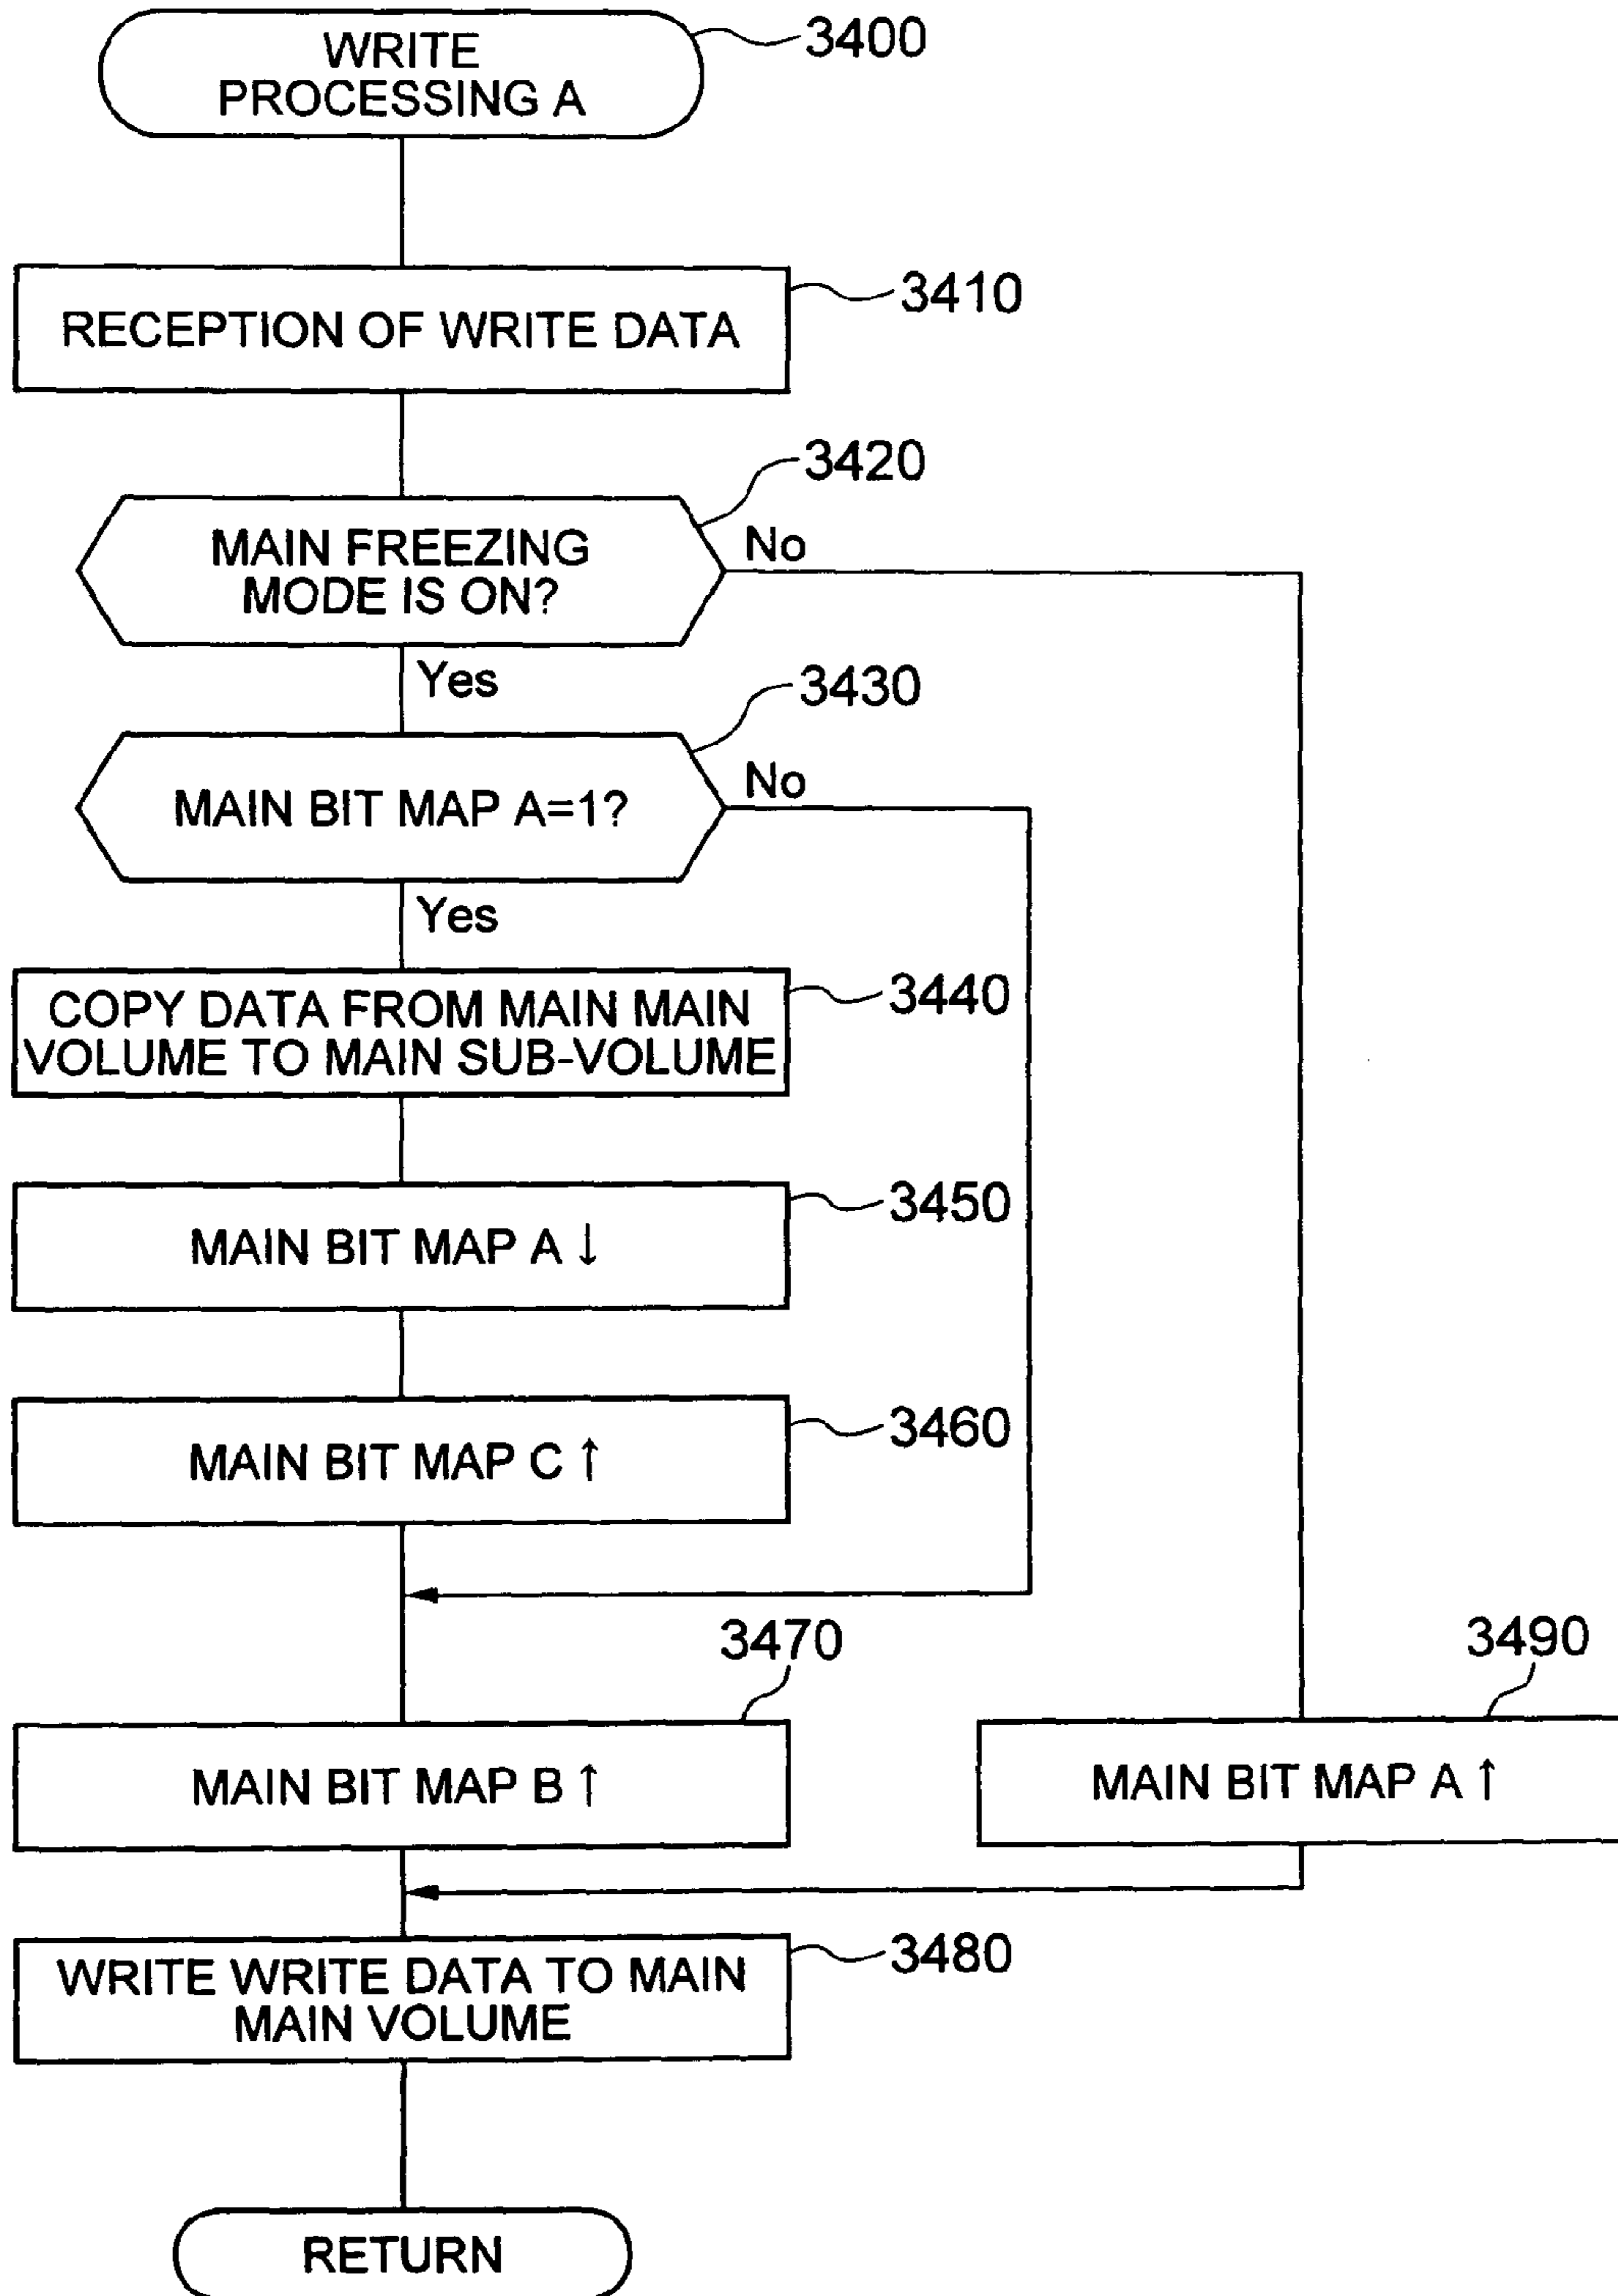 WRITE
PROCESSING A
3400
RECEPTION OF WRITE DATA
3410
MAIN FREEZING
MODE IS ON?
3420
No
Yes
MAIN BIT MAP A=1?
3430
No
Yes
COPY DATA FROM MAIN MAIN
VOLUME TO MAIN SUB-VOLUME
3440
MAIN BIT MAP A ↓
3450
MAIN BIT MAP C ↑
3460
3470
MAIN BIT MAP B ↑
3490
MAIN BIT MAP A ↑
WRITE WRITE DATA TO MAIN
MAIN VOLUME
3480
RETURN